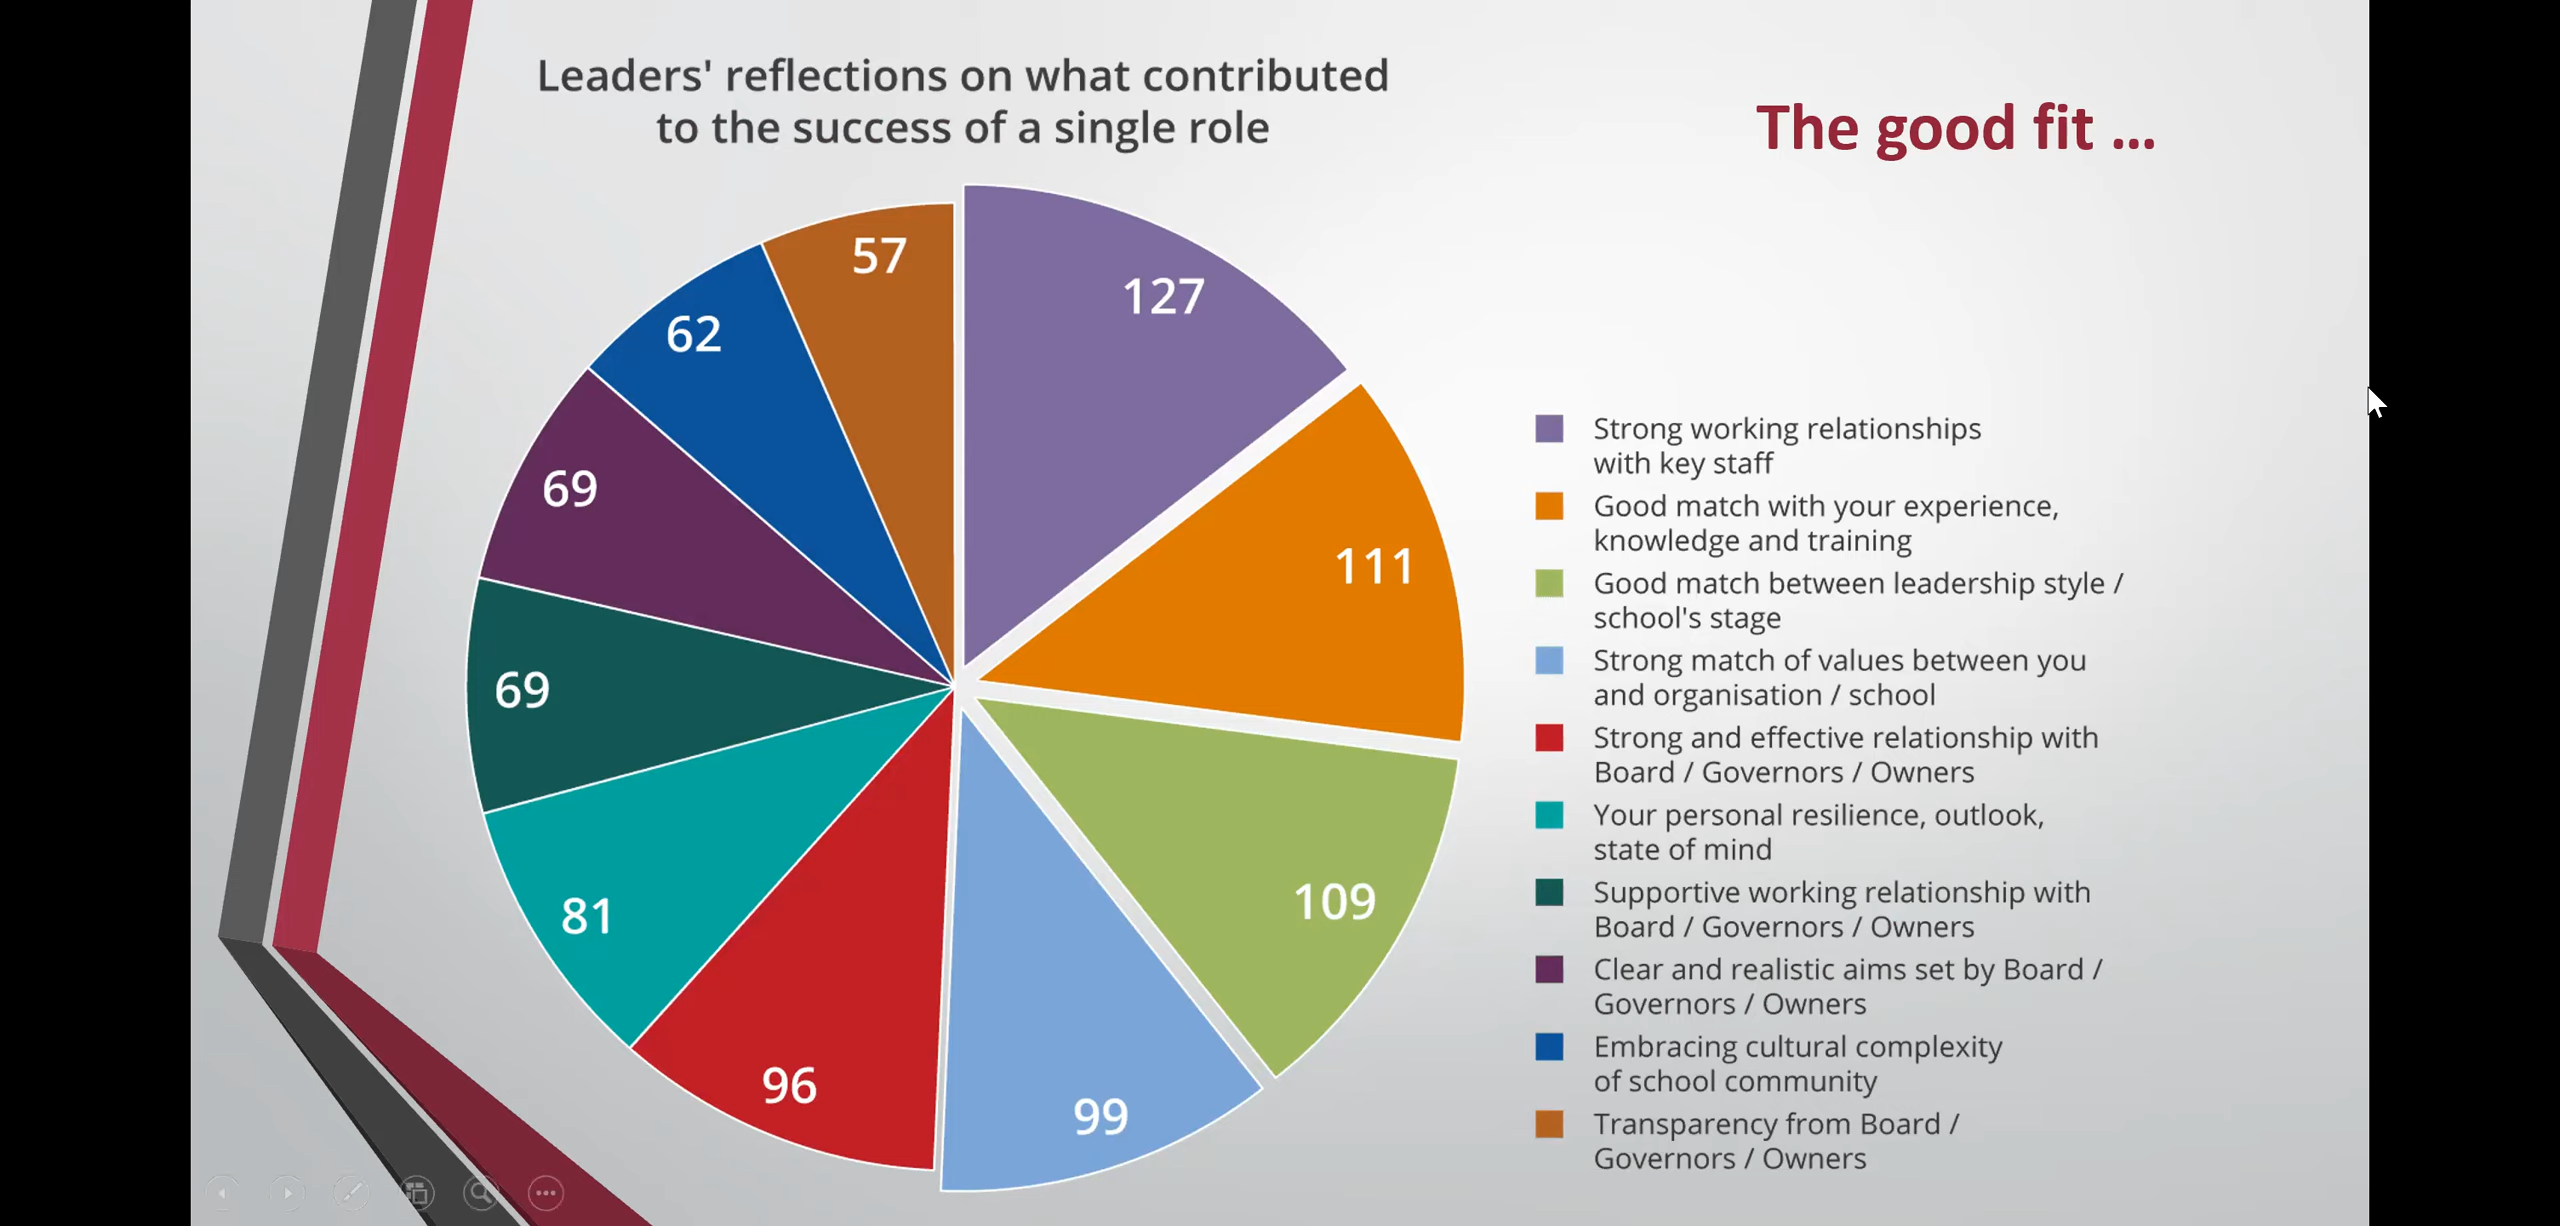 Leaders' reflections on what contributed
to the success of a single role
The good fit ...
127
111
109
99
96
81
69
69
62
57
Strong working relationships
with key staff
Good match with your experience,
knowledge and training
Good match between leadership style /
school's stage
Strong match of values between you
and organisation / school
Strong and effective relationship with
Board / Governors / Owners
Your personal resilience, outlook,
state of mind
Supportive working relationship with
Board / Governors / Owners
Clear and realistic aims set by Board /
Governors / Owners
Embracing cultural complexity
of school community
Transparency from Board /
Governors / Owners